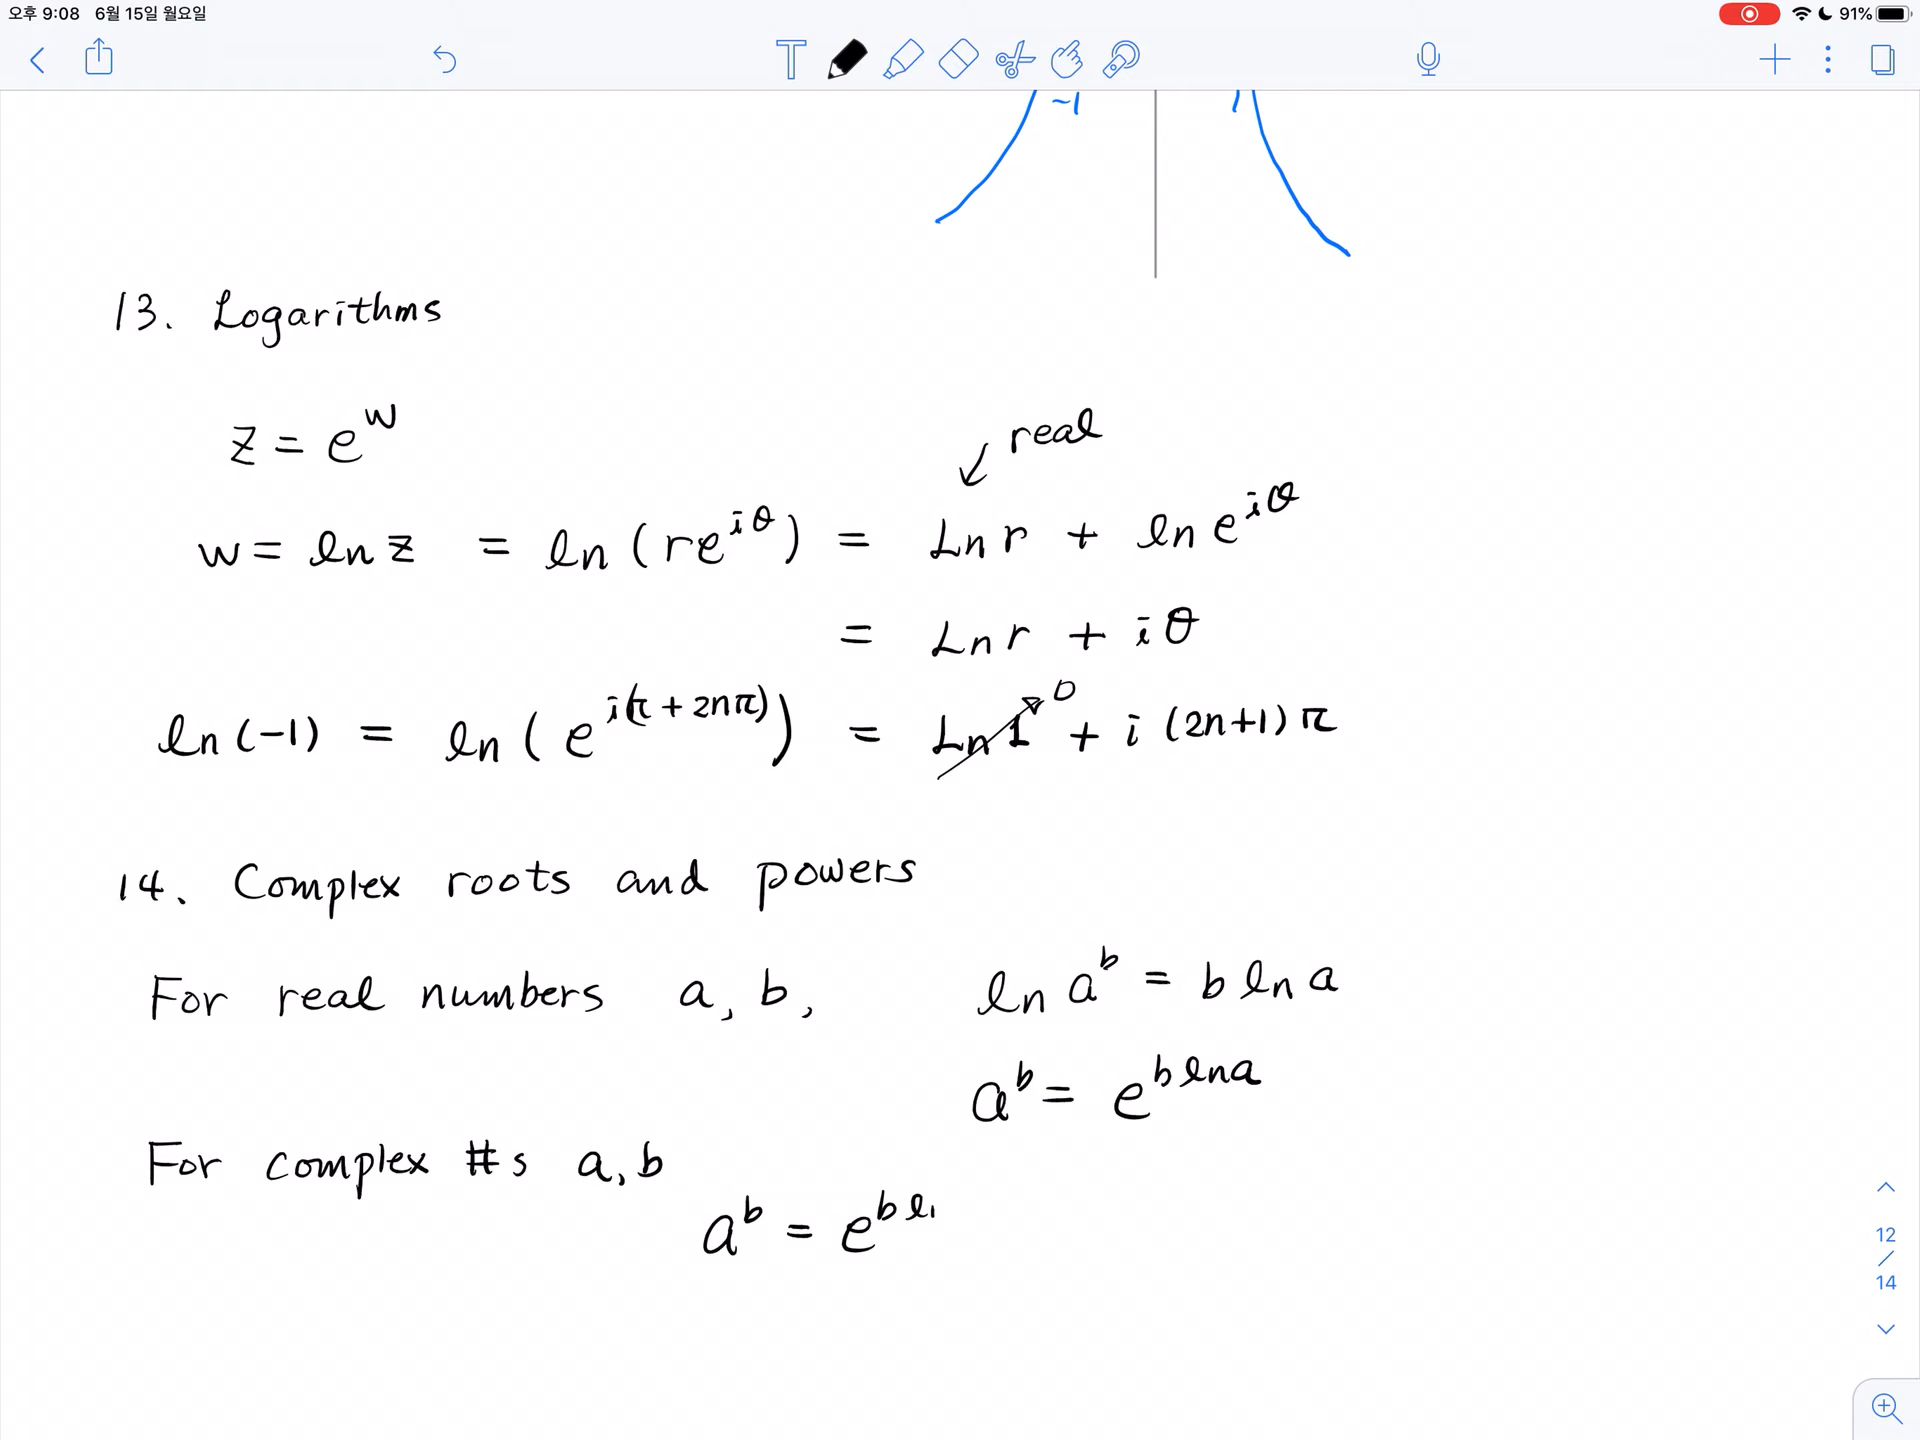 오후 9:08 6월 15일 월요일 91%
~1 1
13. Logarithms
z = e^w
real
w = ln z = ln(re^{iθ}) = Ln r + ln e^{iθ}
= Ln r + iθ
0
ln(-1) = ln(e^{i(π+2nπ)}) = Ln 1 + i(2n+1)π
14. Complex roots and powers
For real numbers a, b, ln a^b = b ln a
a^b = e^{b ln a}
For complex #s a, b
a^b = e^{b l
12
/
14